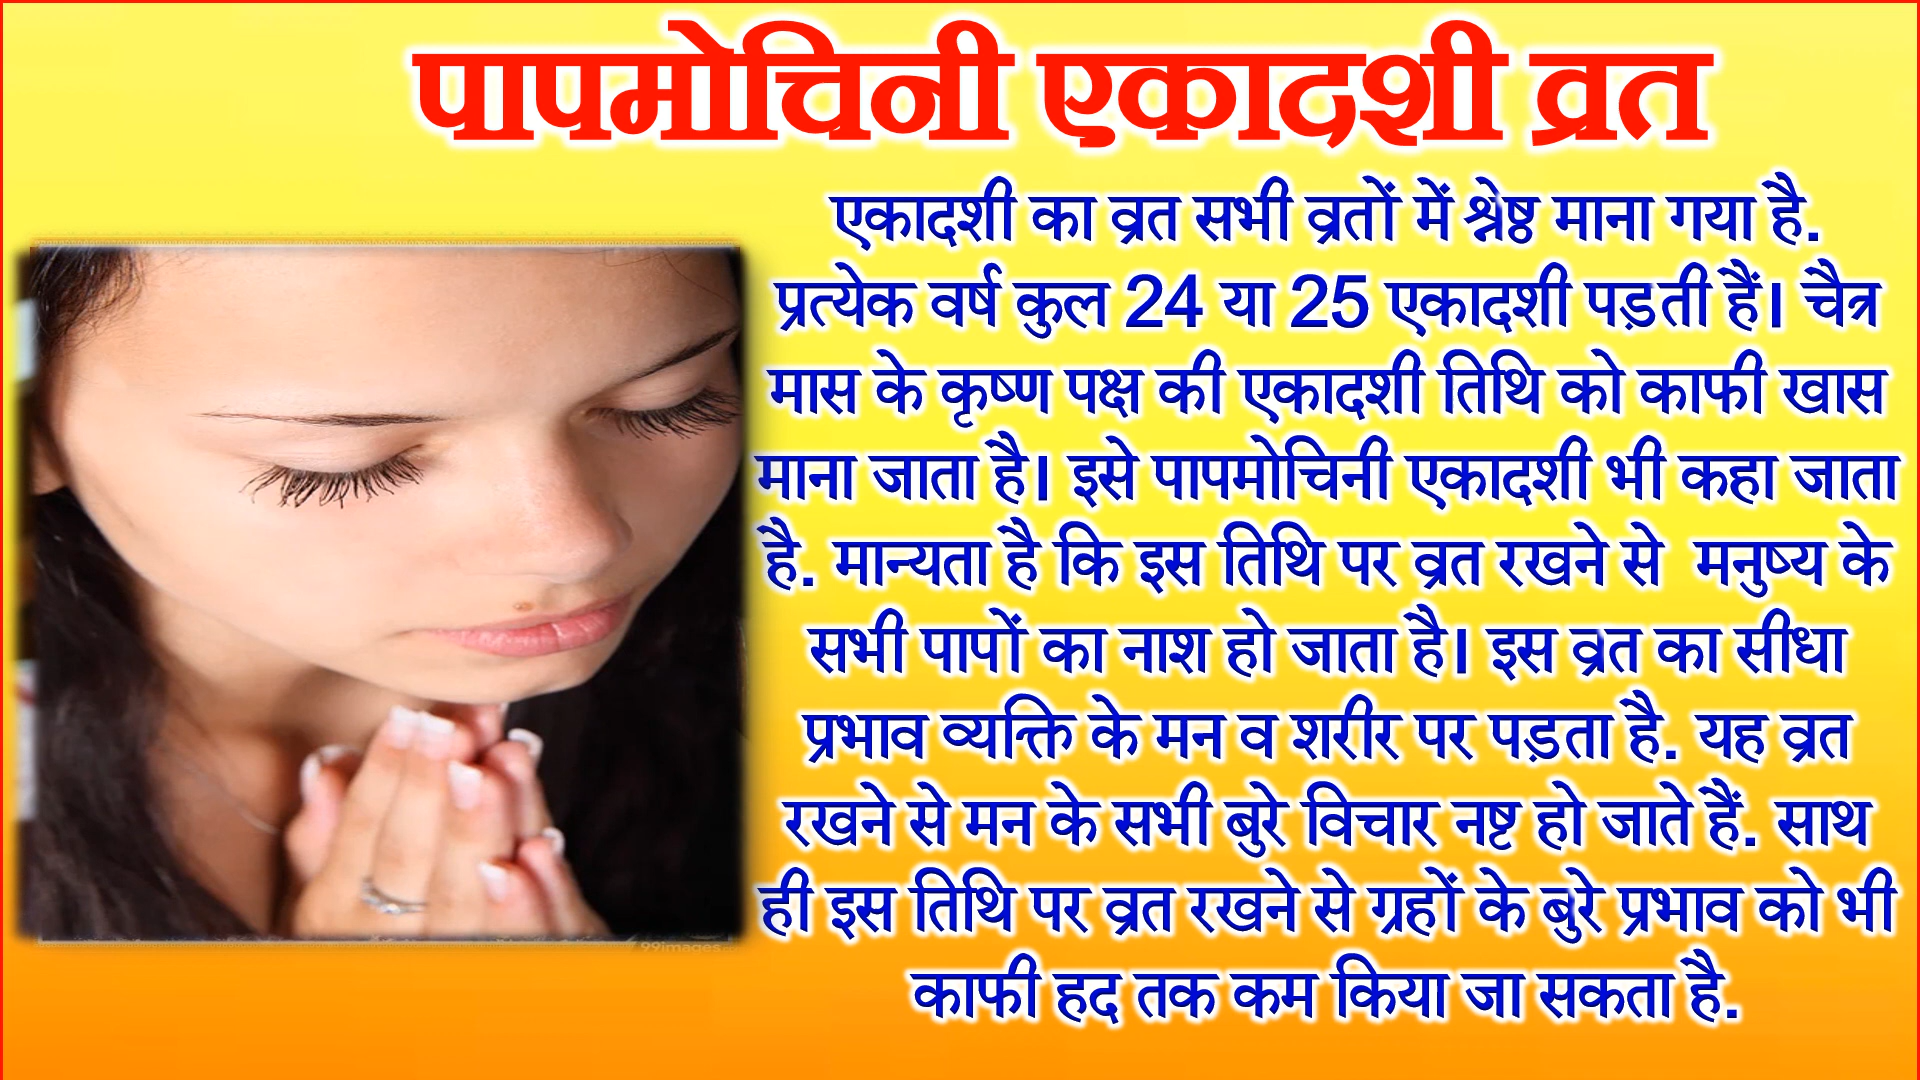 पापमोचिनी एकादशी व्रत
एकादशी का व्रत सभी व्रतों में श्रेष्ठ माना गया है.
प्रत्येक वर्ष कुल 24 या 25 एकादशी पड़ती हैं। चैत्र
मास के कृष्ण पक्ष की एकादशी तिथि को काफी खास
माना जाता है। इसे पापमोचिनी एकादशी भी कहा जाता
है. मान्यता है कि इस तिथि पर व्रत रखने से  मनुष्य के
सभी पापों का नाश हो जाता है। इस व्रत का सीधा
प्रभाव व्यक्ति के मन व शरीर पर पड़ता है. यह व्रत
रखने से मन के सभी बुरे विचार नष्ट हो जाते हैं. साथ
ही इस तिथि पर व्रत रखने से ग्रहों के बुरे प्रभाव को भी
काफी हद तक कम किया जा सकता है.
99images